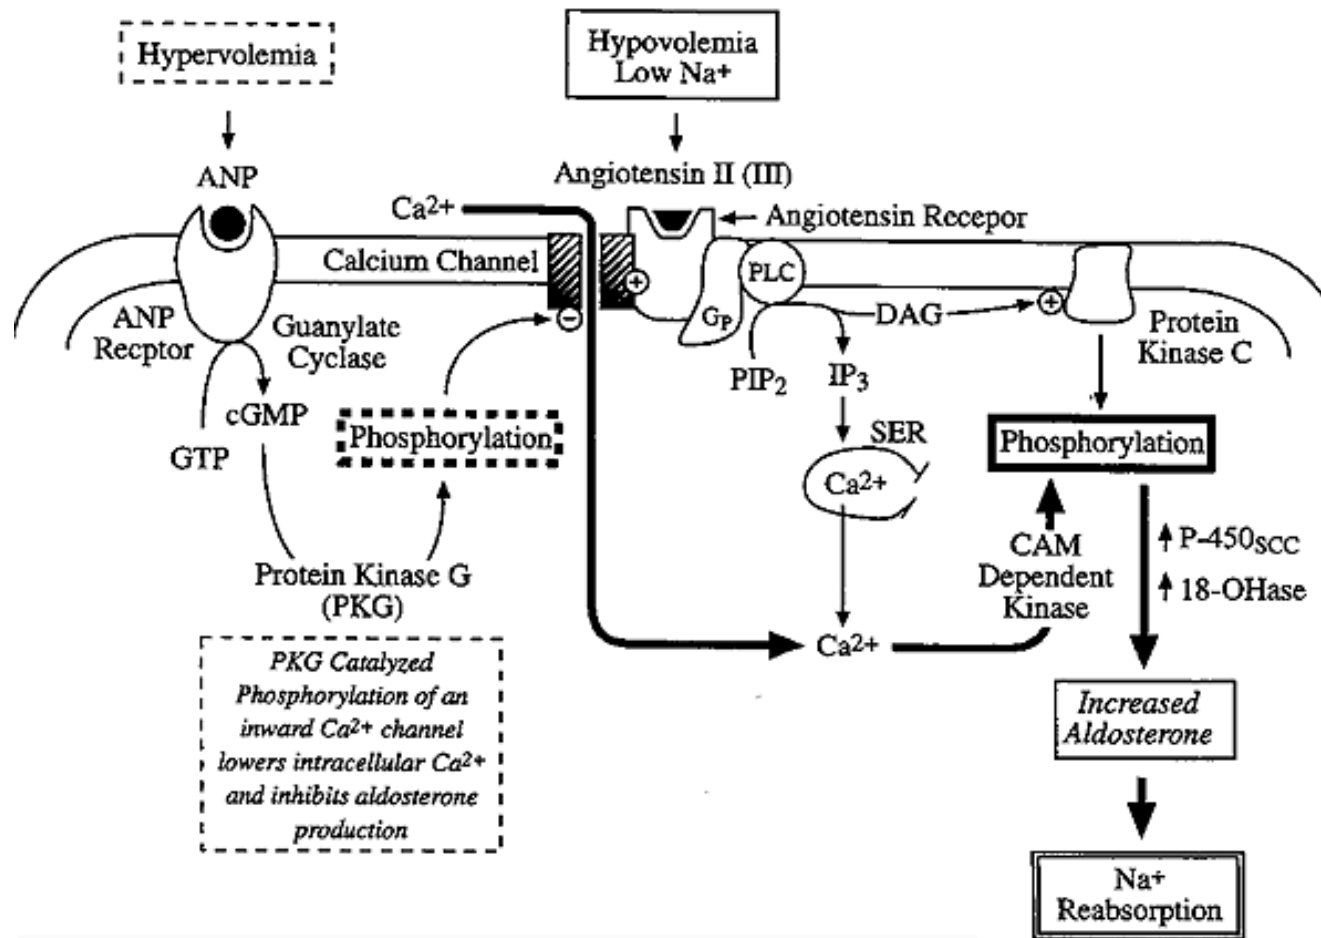 Hypervolemia
Hypovolemia
Low Na+
ANP
Angiotensin II (III)
Ca2+
Angiotensin Recepor
Calcium Channel
+
PLC
GP
−
DAG
+
ANP
Recptor
Guanylate
Cyclase
Protein
Kinase C
PIP2
IP3
cGMP
GTP
Phosphorylation
SER
Ca2+
Phosphorylation
CAM
Dependent
Kinase
P-450SCC
18-OHase
Protein Kinase G
(PKG)
Ca2+
PKG Catalyzed
Phosphorylation of an
inward Ca2+ channel
lowers intracellular Ca2+
and inhibits aldosterone
production
Increased
Aldosterone
Na+
Reabsorption